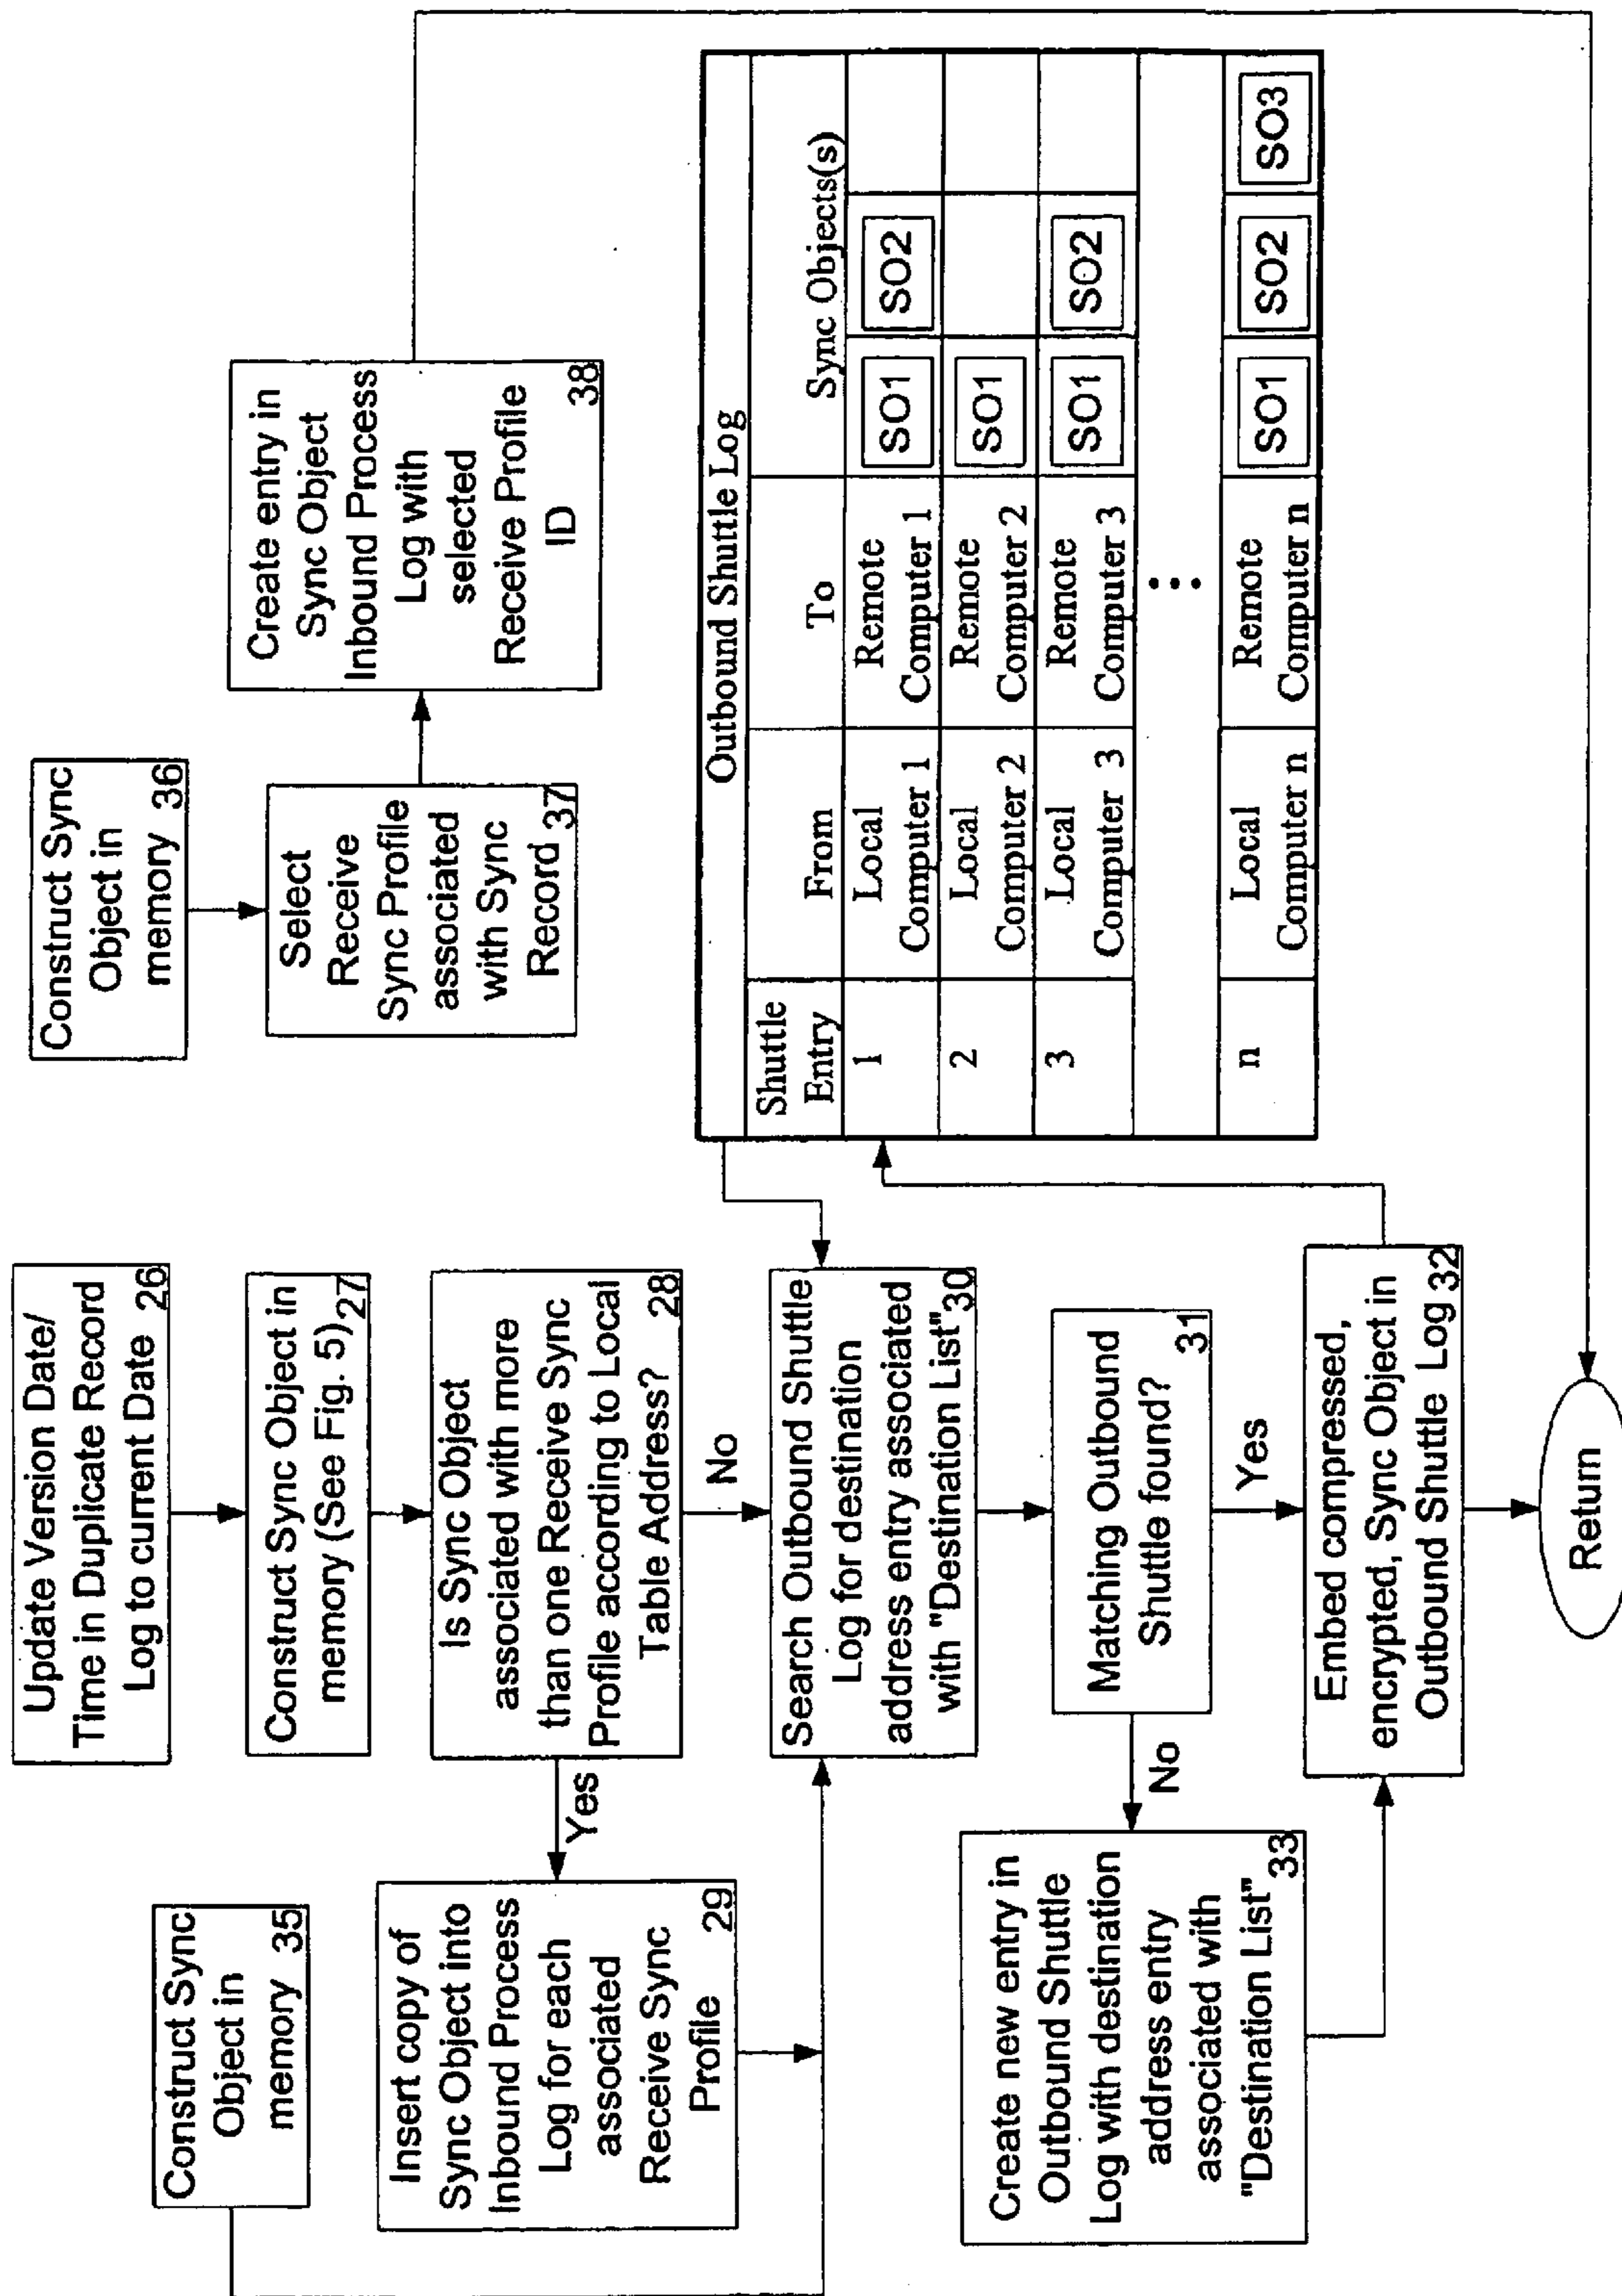 Update Version Date/
Time in Duplicate Record
Log to current Date 26
Construct Sync Object in
memory (See Fig. 5) 27
Is Sync Object
associated with more
than one Receive Sync
Profile according to Local
Table Address? 28
Yes
No
Construct Sync
Object in
memory 35
Insert copy of
Sync Object into
Inbound Process
Log for each
associated
Receive Sync
Profile 29
Search Outbound Shuttle
Log for destination
address entry associated
with "Destination List" 30
Matching Outbound
Shuttle found? 31
No
Yes
Create new entry in
Outbound Shuttle
Log with destination
address entry
associated with
"Destination List" 33
Embed compressed,
encrypted, Sync Object in
Outbound Shuttle Log 32
Return
Construct Sync
Object in
memory 36
Select
Receive
Sync Profile
associated
with Sync
Record 37
Create entry in
Sync Object
Inbound Process
Log with
selected
Receive Profile
ID 38
Outbound Shuttle Log
Shuttle Entry From To Sync Objects(s)
1 Local Computer 1 Remote Computer 1 SO1 SO2
2 Local Computer 2 Remote Computer 2 SO1
3 Local Computer 3 Remote Computer 3 SO1 SO2
⋮
n Local Computer n Remote Computer n SO1 SO2 SO3